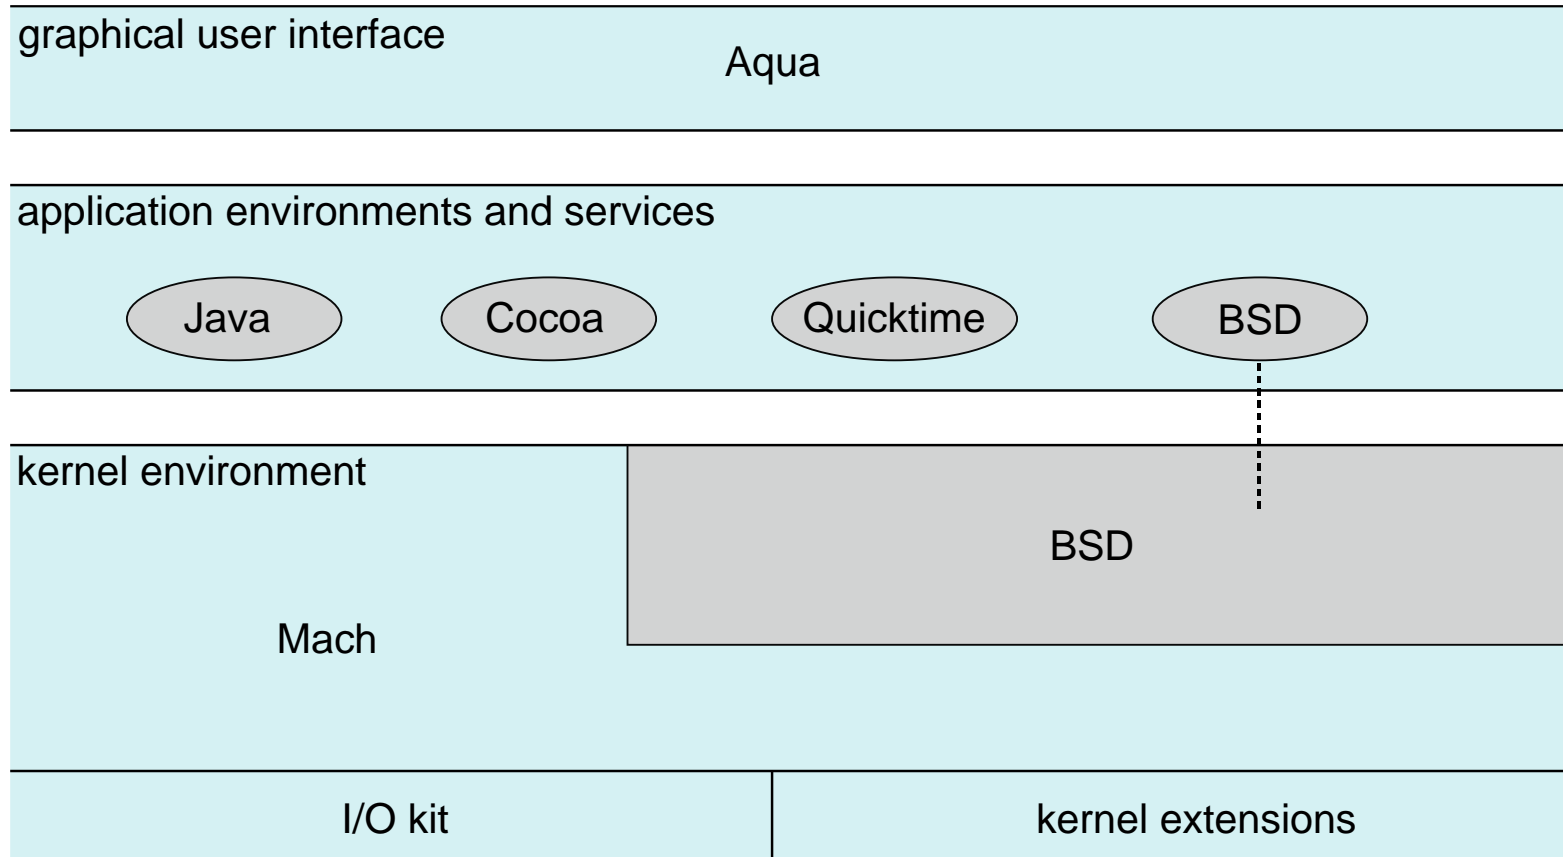 graphical user interface
Aqua
application environments and services
Java
Cocoa
Quicktime
BSD
kernel environment
BSD
Mach
I/O kit
kernel extensions